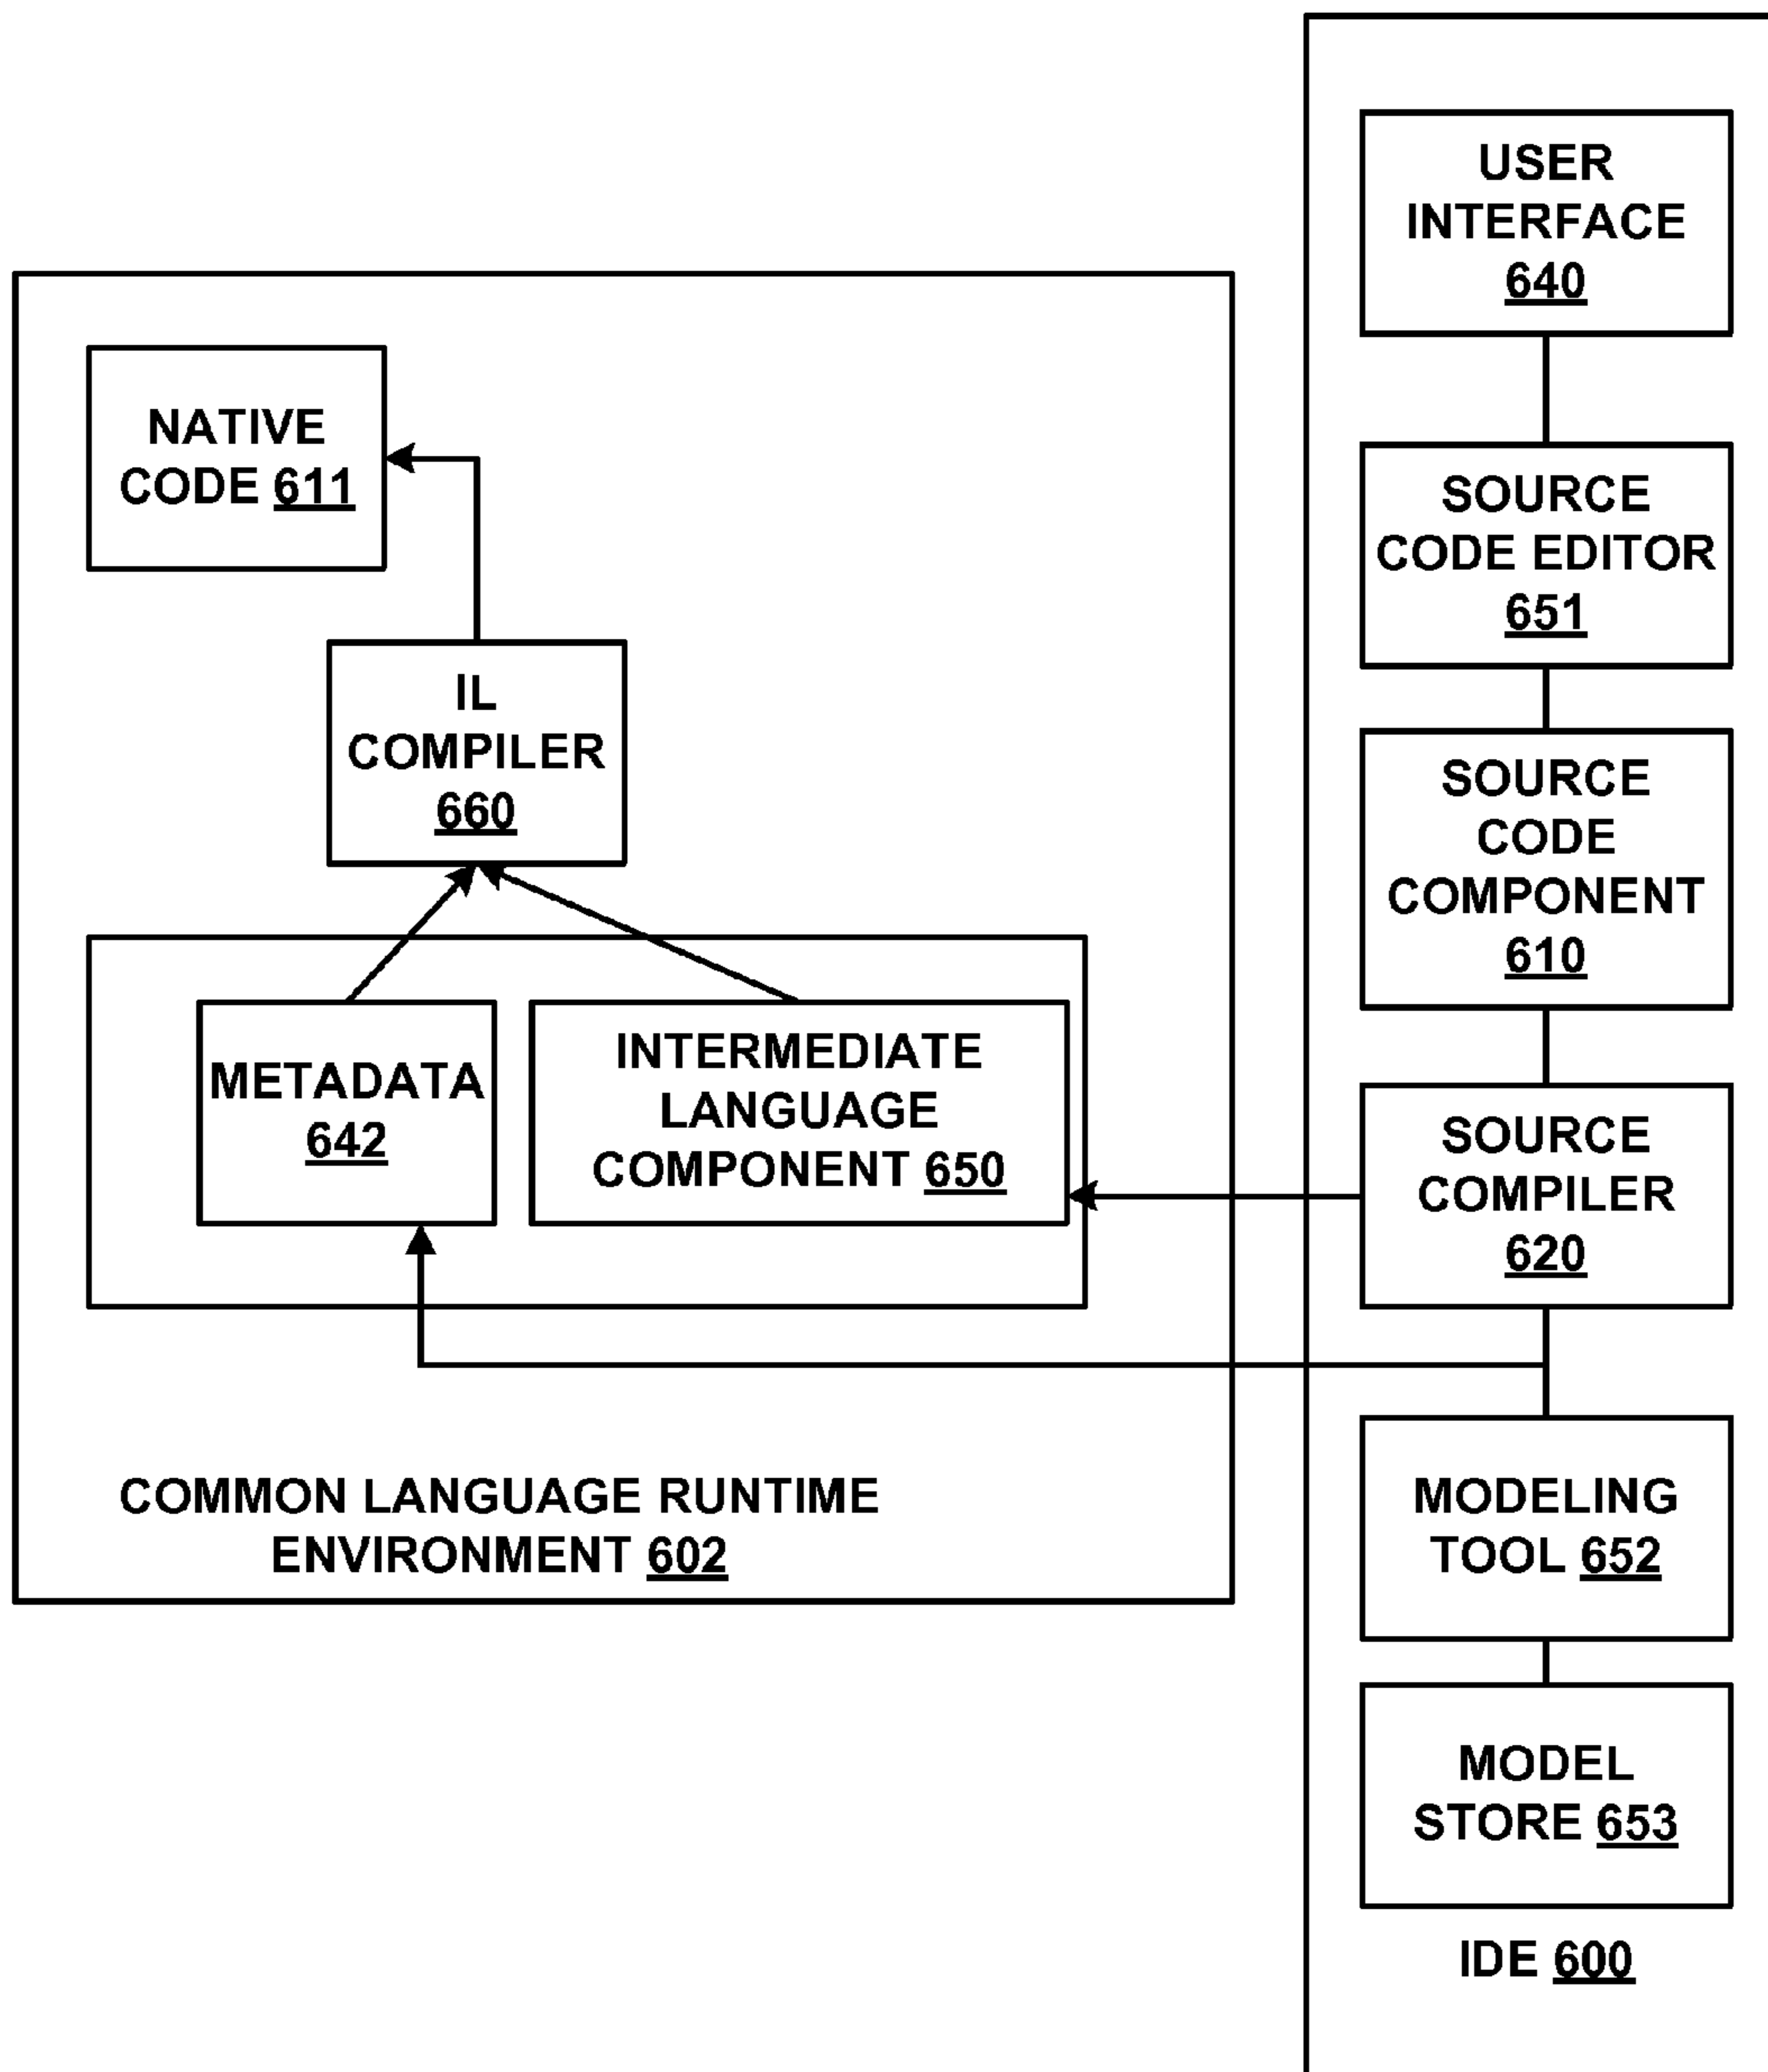 USER
INTERFACE
640
NATIVE
CODE 611
SOURCE
CODE EDITOR
651
IL
COMPILER
660
SOURCE
CODE
COMPONENT
610
METADATA
642
INTERMEDIATE
LANGUAGE
COMPONENT 650
SOURCE
COMPILER
620
COMMON LANGUAGE RUNTIME
ENVIRONMENT 602
MODELING
TOOL 652
MODEL
STORE 653
IDE 600